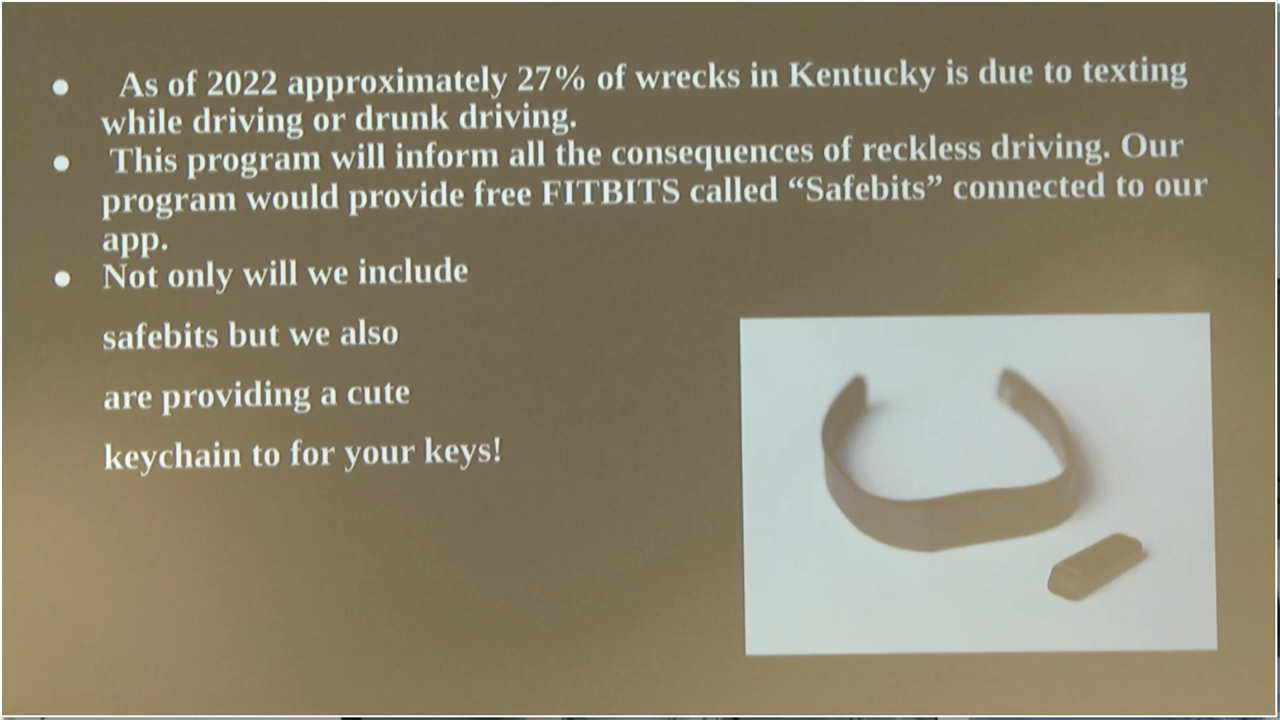 ● As of 2022 approximately 27% of wrecks in Kentucky is due to texting
while driving or drunk driving.
● This program will inform all the consequences of reckless driving. Our
program would provide free FITBITS called “Safebits” connected to our
app.
● Not only will we include
safebits but we also
are providing a cute
keychain to for your keys!